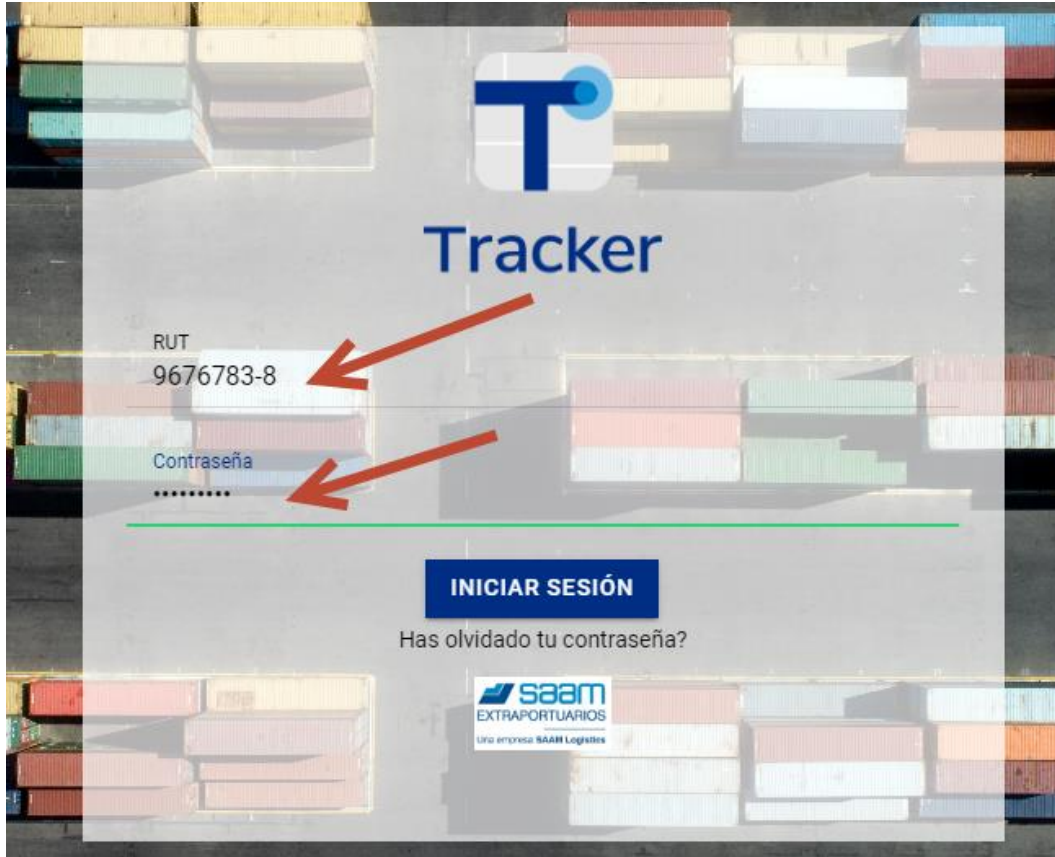 Tracker
RUT
9676783-8
Contraseña
•••••••••
INICIAR SESIÓN
Has olvidado tu contraseña?
saam
EXTRAPORTUARIOS
Una empresa SAAM Logistics